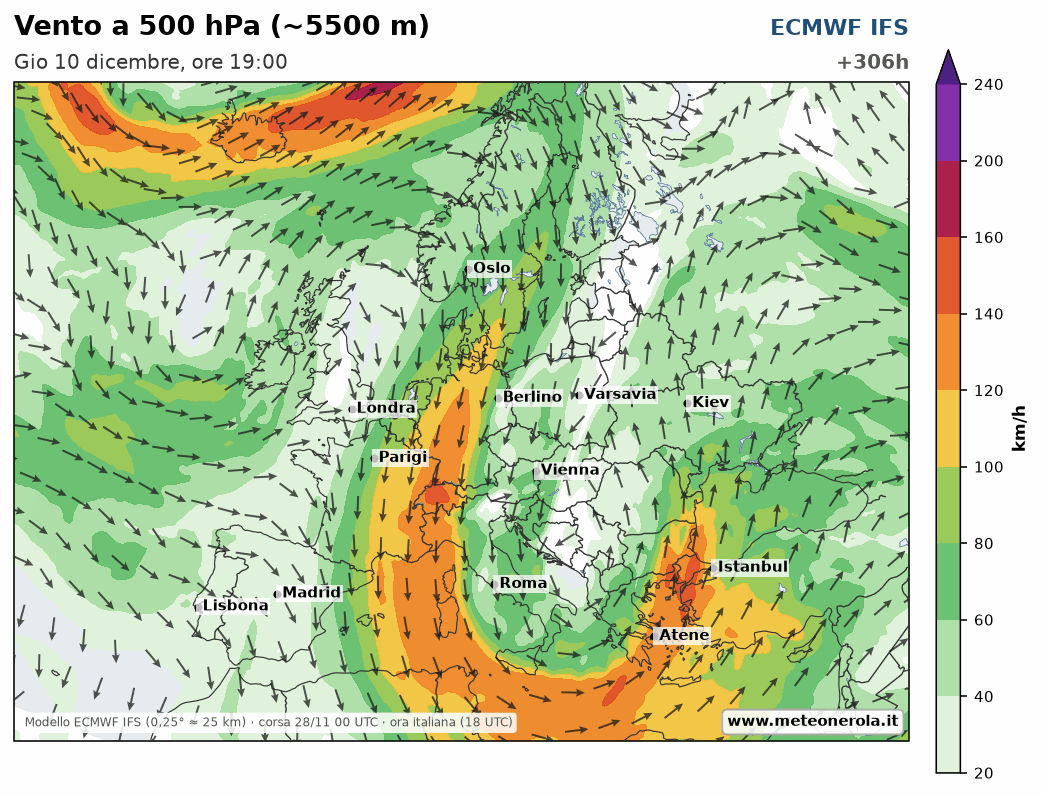 Vento a 500 hPa (~5500 m)
ECMWF IFS
Gio 10 dicembre, ore 19:00
+306h
240
200
160
140
120
100
80
60
40
20
km/h
Oslo
Londra
Berlino
Varsavia
Kiev
Parigi
Vienna
Istanbul
Roma
Madrid
Lisbona
Atene
Modello ECMWF IFS (0,25° ≈ 25 km) · corsa 28/11 00 UTC · ora italiana (18 UTC)
www.meteonerola.it